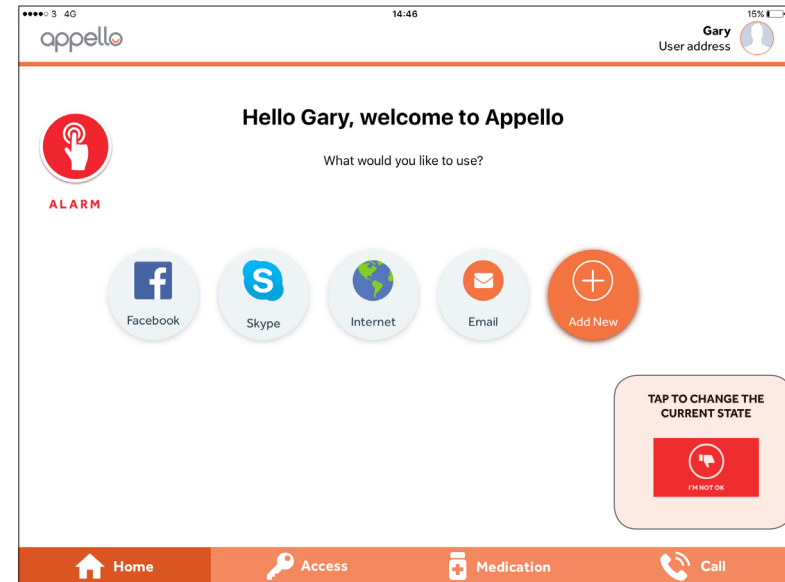 3 4G
14:46
15%
appello
Gary
User address
Hello Gary, welcome to Appello
What would you like to use?
ALARM
Facebook
Skype
Internet
Email
Add New
TAP TO CHANGE THE
CURRENT STATE
I'M NOT OK
Home
Access
Medication
Call